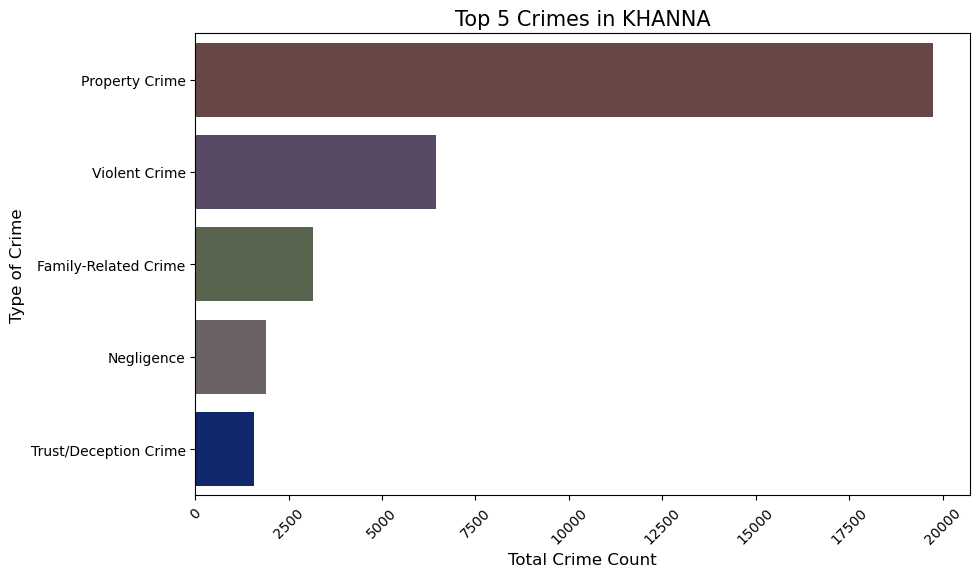 Top 5 Crimes in KHANNA
Type of Crime
Property Crime
Violent Crime
Family-Related Crime
Negligence
Trust/Deception Crime
0
2500
5000
7500
10000
12500
15000
17500
20000
Total Crime Count